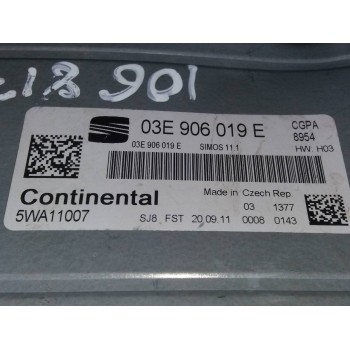 901
03E 906 019 E
CGPA
8954
03E 906 019 E SIMOS 11.1
HW: H03
Continental
Made in Czech Rep.
03 1377
5WA11007
SJ8 FST 20.09.11 0008 0143